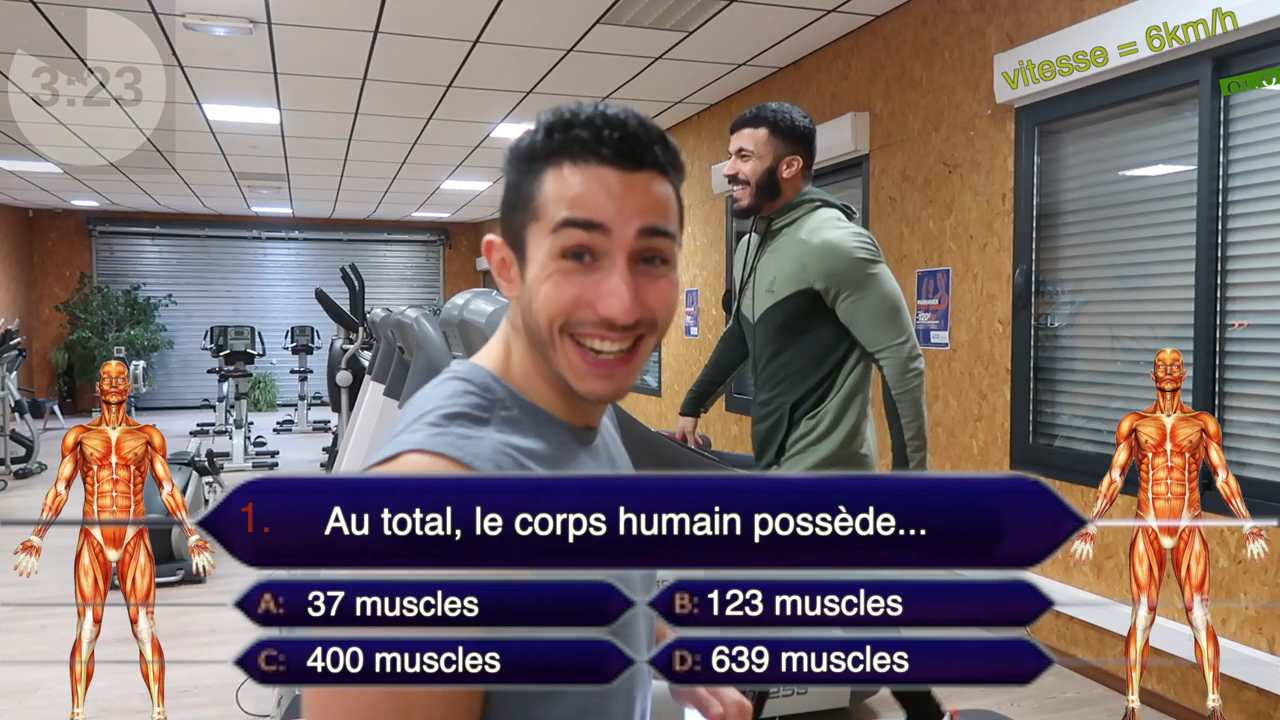 3:23
vitesse = 6km/h
1. Au total, le corps humain possède...
A: 37 muscles
B: 123 muscles
C: 400 muscles
D: 639 muscles